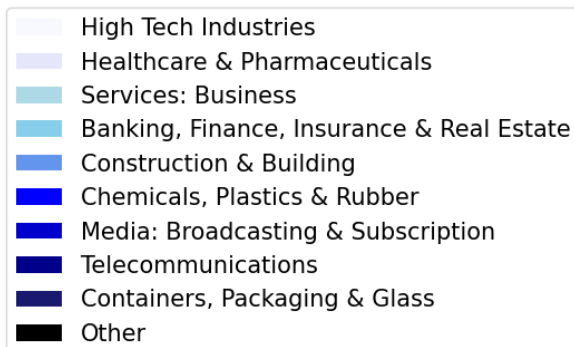 High Tech Industries
Healthcare & Pharmaceuticals
Services: Business
Banking, Finance, Insurance & Real Estate
Construction & Building
Chemicals, Plastics & Rubber
Media: Broadcasting & Subscription
Telecommunications
Containers, Packaging & Glass
Other